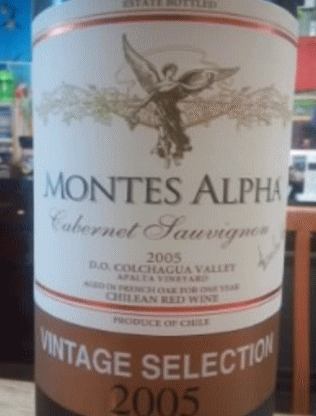 ESTATE BOTTLED
MONTES ALPHA
Cabernet Sauvignon
2005
D.O. COLCHAGUA VALLEY
APALTA VINEYARD
AGED IN FRENCH OAK FOR ONE YEAR
CHILEAN RED WINE
PRODUCE OF CHILE
VINTAGE SELECTION
2005